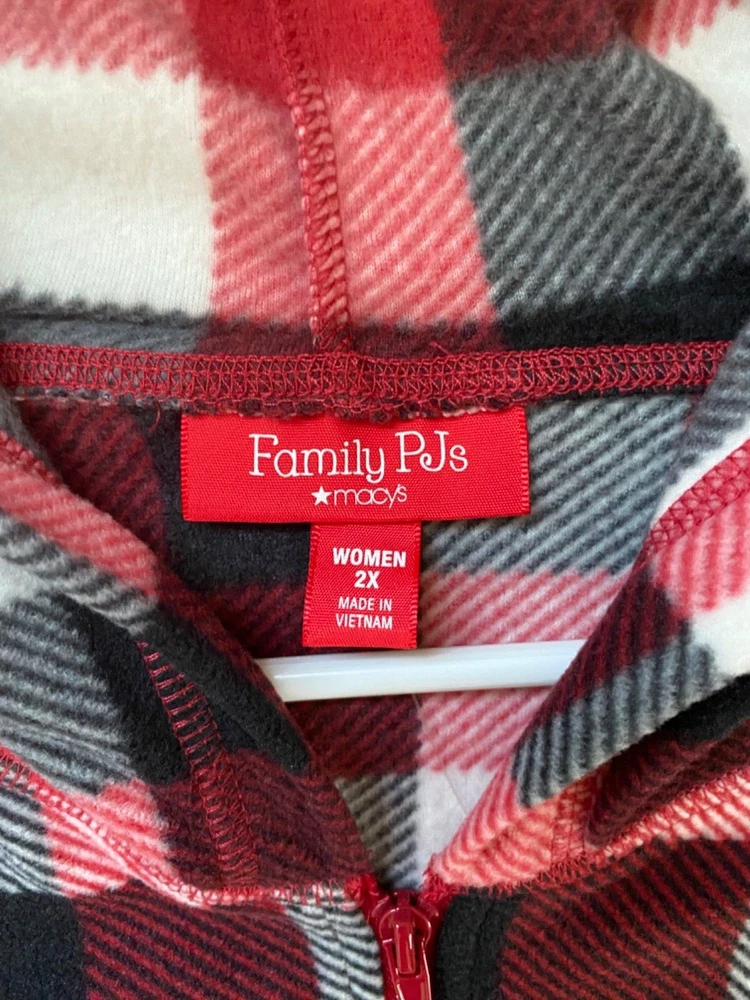 Family PJs
★macy's
WOMEN
2X
MADE IN
VIETNAM